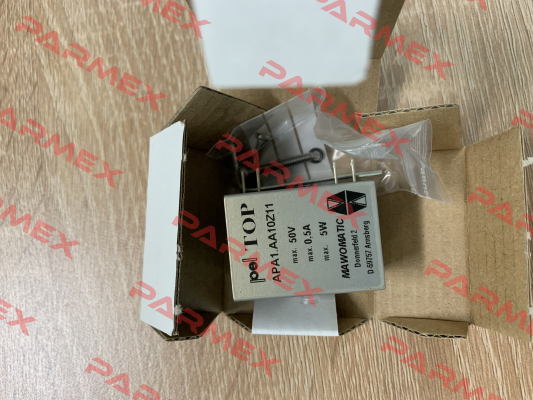 pel TOP
APA1.AA10Z11
max. 50V
max. 0,5A
max. 5W
MAWOMATIC
Donnerfeld 2
D-59757 Arnsberg
PARMEX
PARMEX
PARMEX
PARMEX
PARMEX
PARMEX
PARMEX
PARMEX